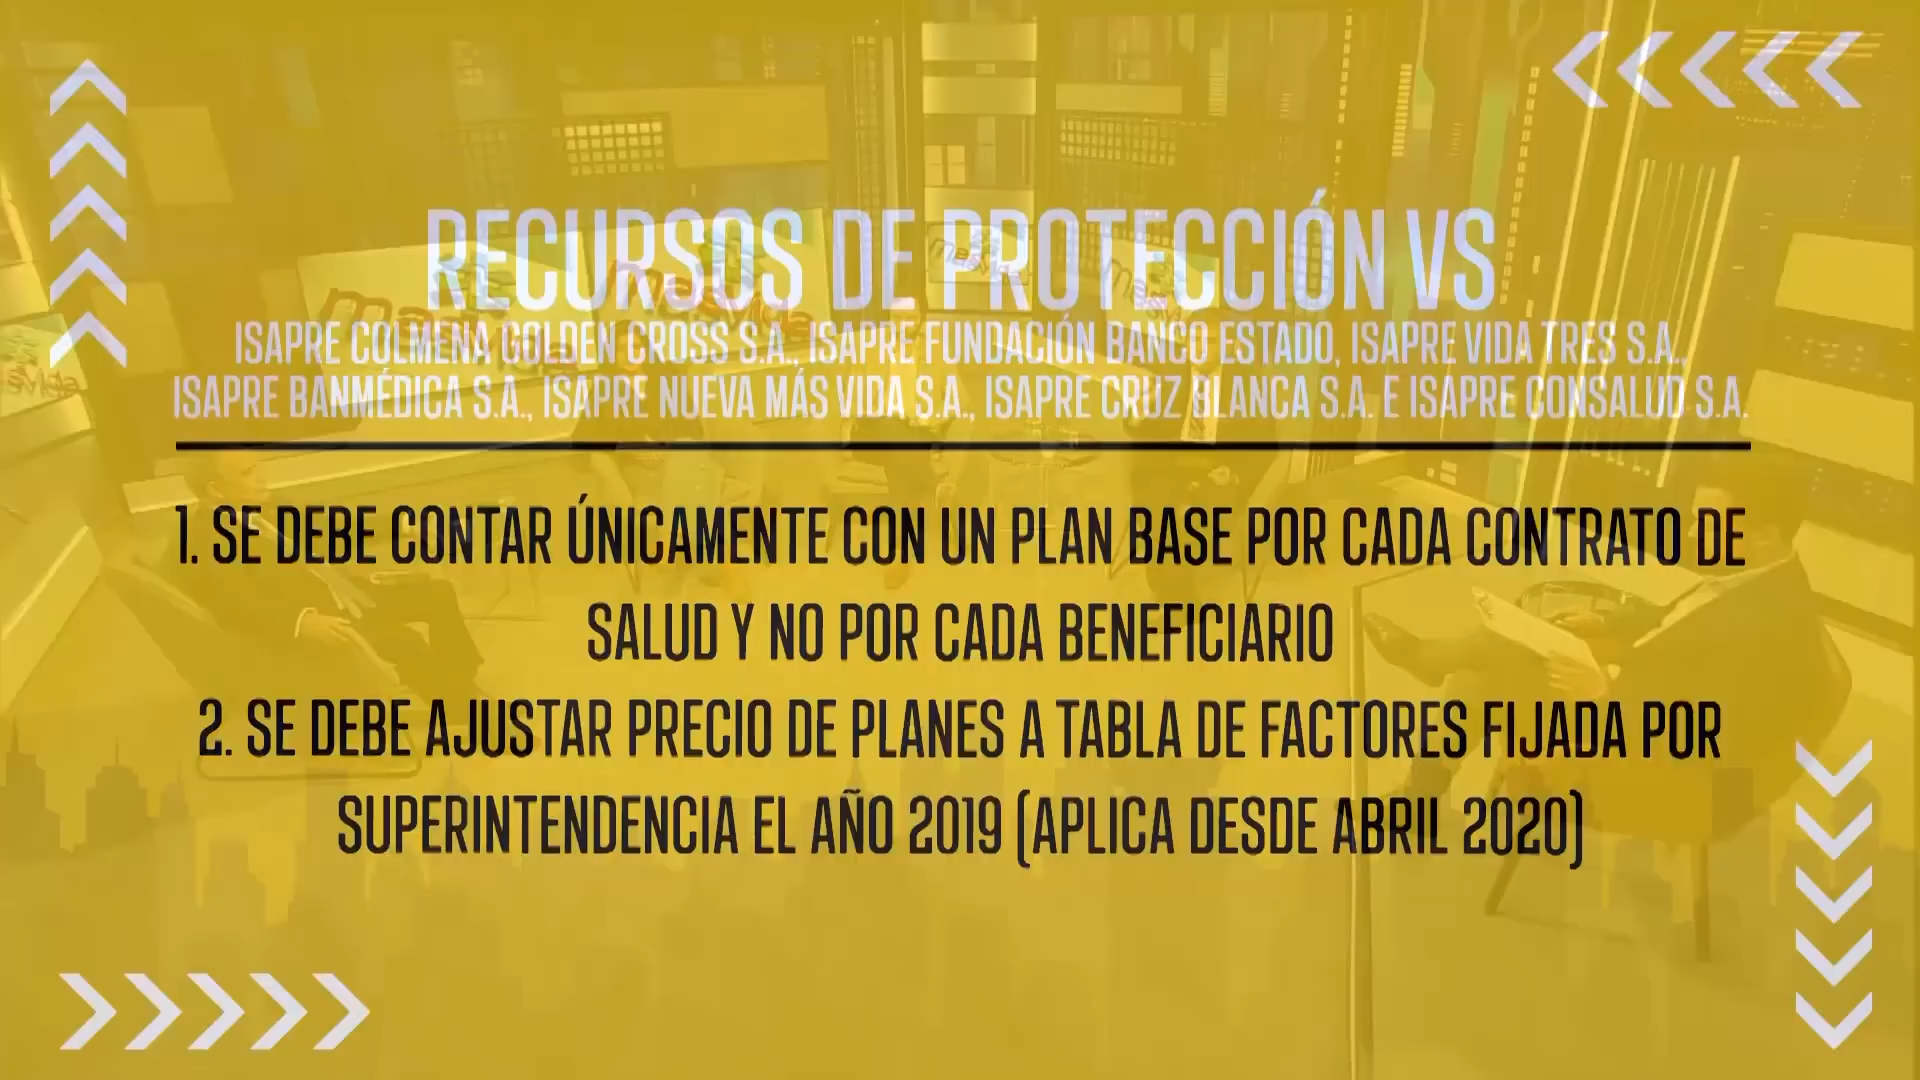 RECURSOS DE PROTECCIÓN VS
ISAPRE COLMENA GOLDEN CROSS S.A., ISAPRE FUNDACIÓN BANCO ESTADO, ISAPRE VIDA TRES S.A.,
ISAPRE BANMÉDICA S.A., ISAPRE NUEVA MÁS VIDA S.A., ISAPRE CRUZ BLANCA S.A. E ISAPRE CONSALUD S.A.
1. SE DEBE CONTAR ÚNICAMENTE CON UN PLAN BASE POR CADA CONTRATO DE
SALUD Y NO POR CADA BENEFICIARIO
2. SE DEBE AJUSTAR PRECIO DE PLANES A TABLA DE FACTORES FIJADA POR
SUPERINTENDENCIA EL AÑO 2019 (APLICA DESDE ABRIL 2020)